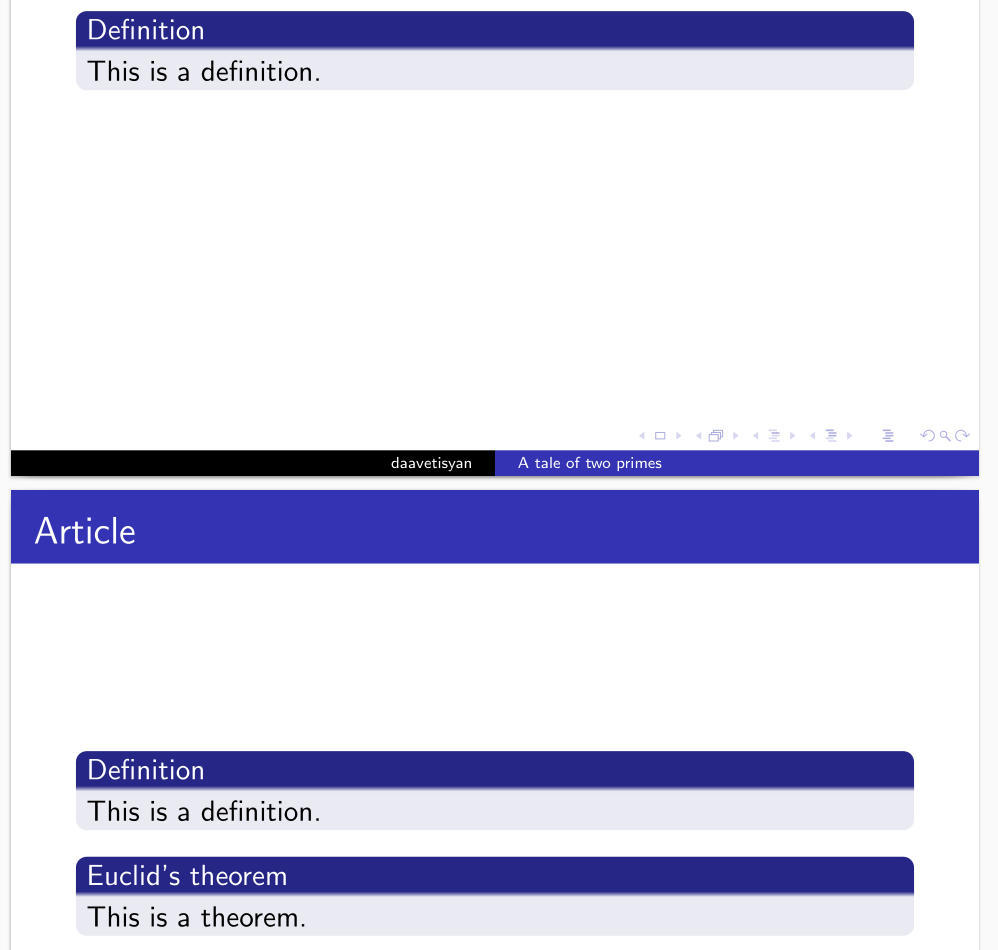 Definition
This is a definition.
daavetisyan
A tale of two primes
Article
Definition
This is a definition.
Euclid's theorem
This is a theorem.